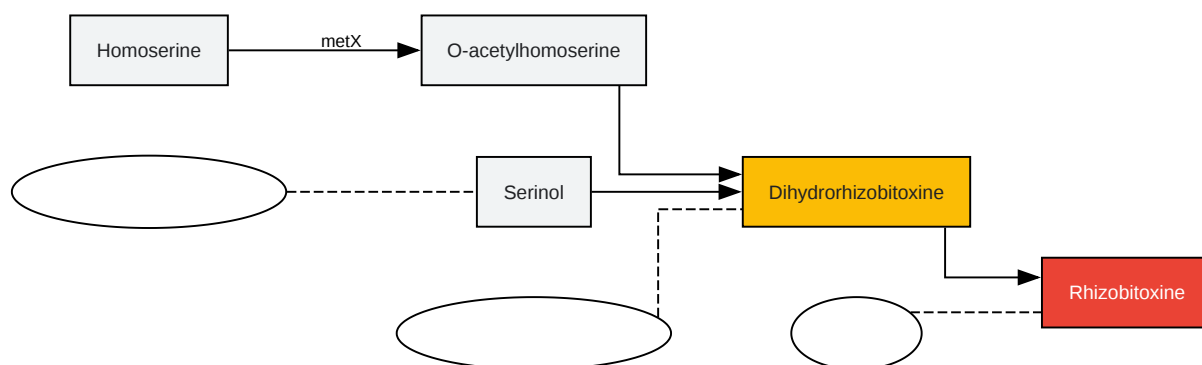 Homoserine
metX
O-acetylhomoserine
Serinol
Dihydrorhizobitoxine
Rhizobitoxine